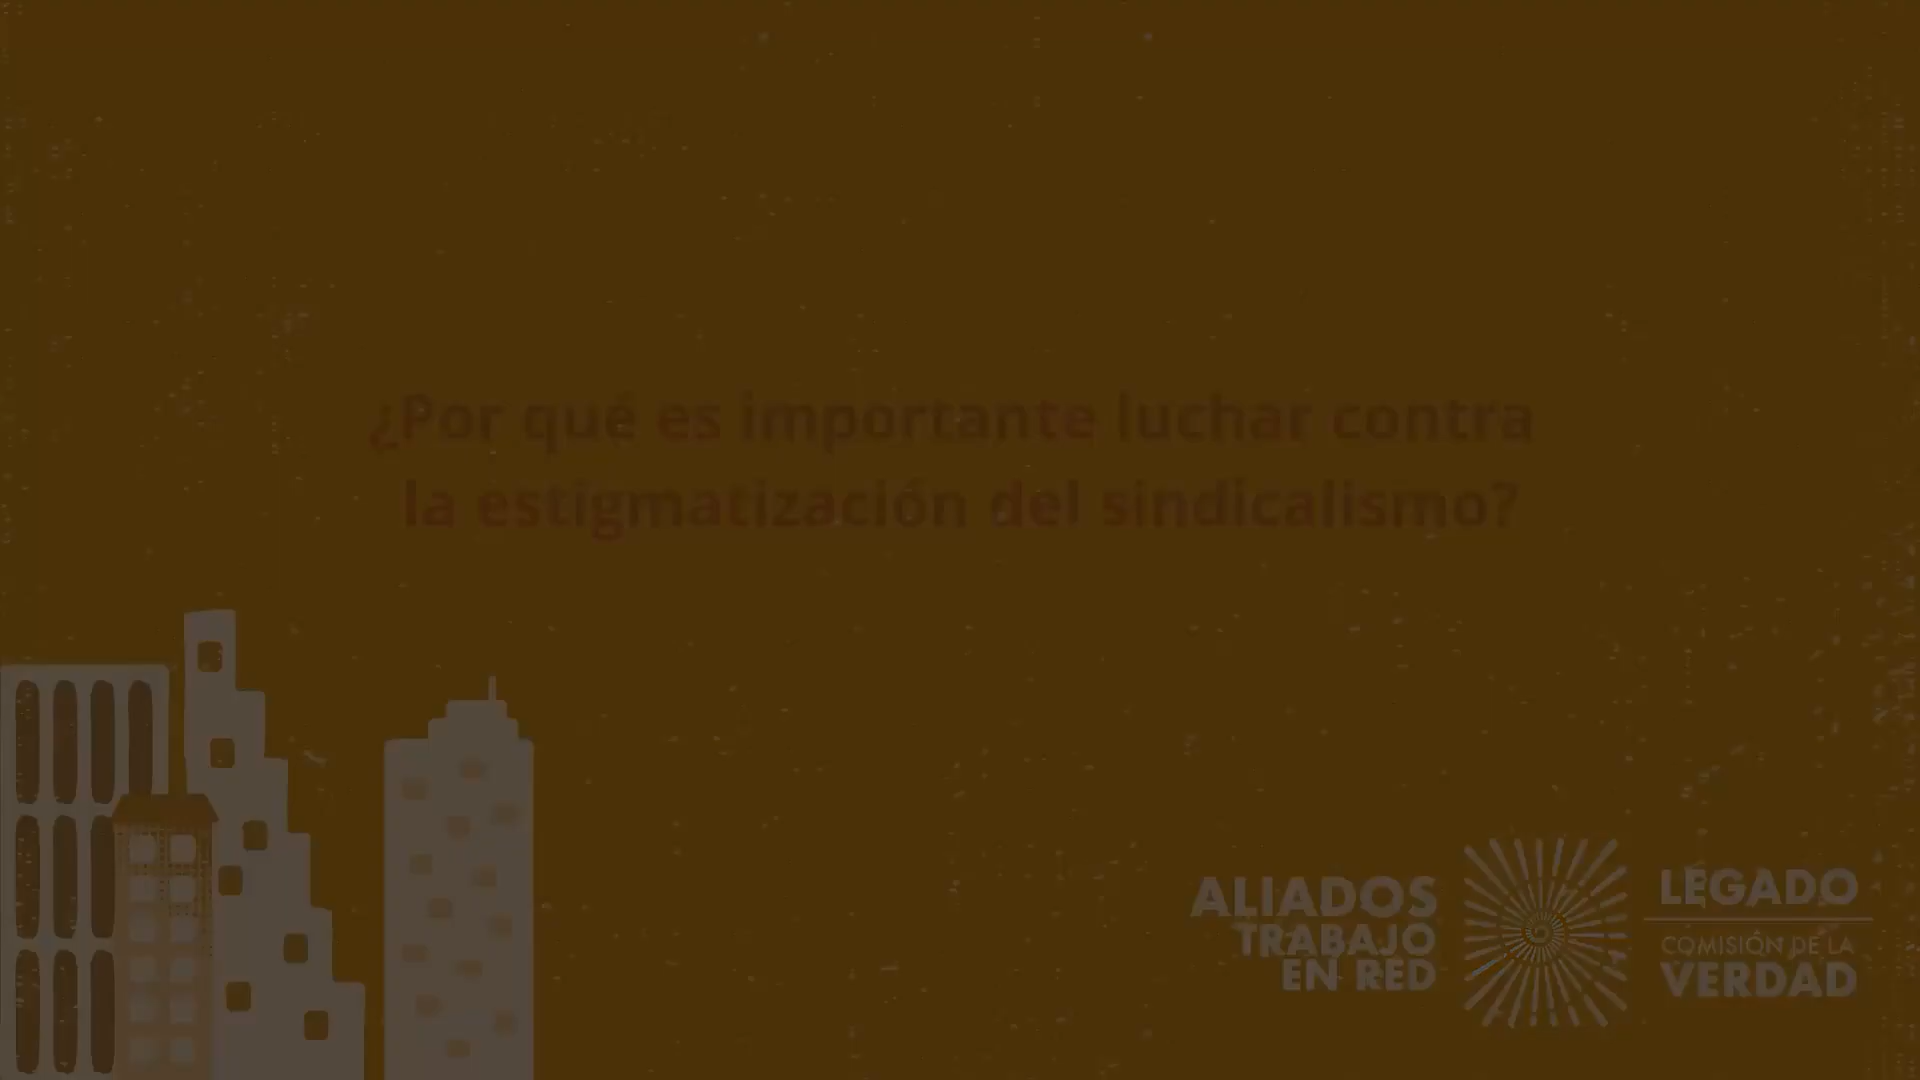 ¿Por qué es importante luchar contra
la estigmatización del sindicalismo?
ALIADOS
TRABAJO
EN RED
LEGADO
COMISIÓN DE LA
VERDAD